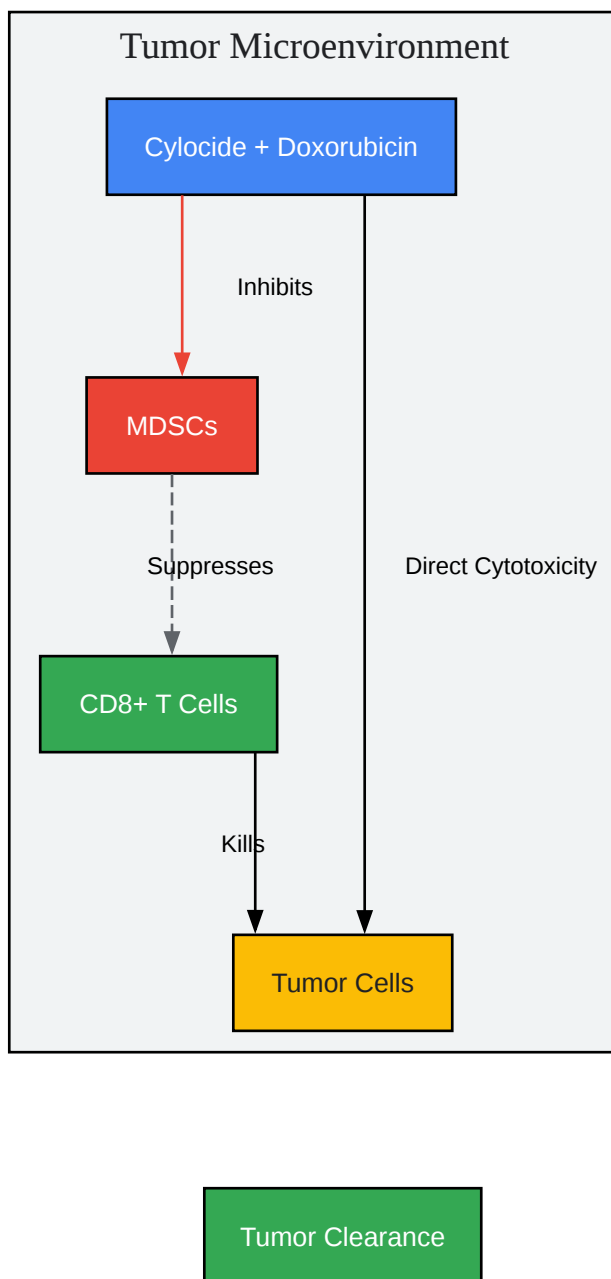 Tumor Microenvironment
Cylocide + Doxorubicin
Inhibits
MDSCs
Suppresses
Direct Cytotoxicity
CD8+ T Cells
Kills
Tumor Cells
Tumor Clearance